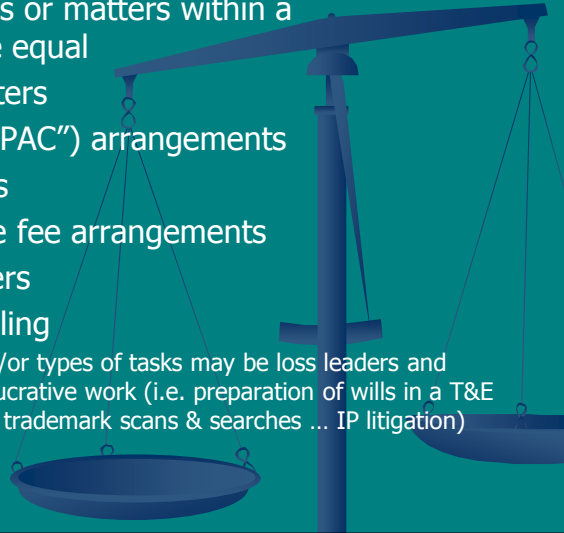 s or matters within a
e equal
ters
PAC”) arrangements
s
e fee arrangements
ers
ling
/or types of tasks may be loss leaders and
ucrative work (i.e. preparation of wills in a T&E
trademark scans & searches … IP litigation)